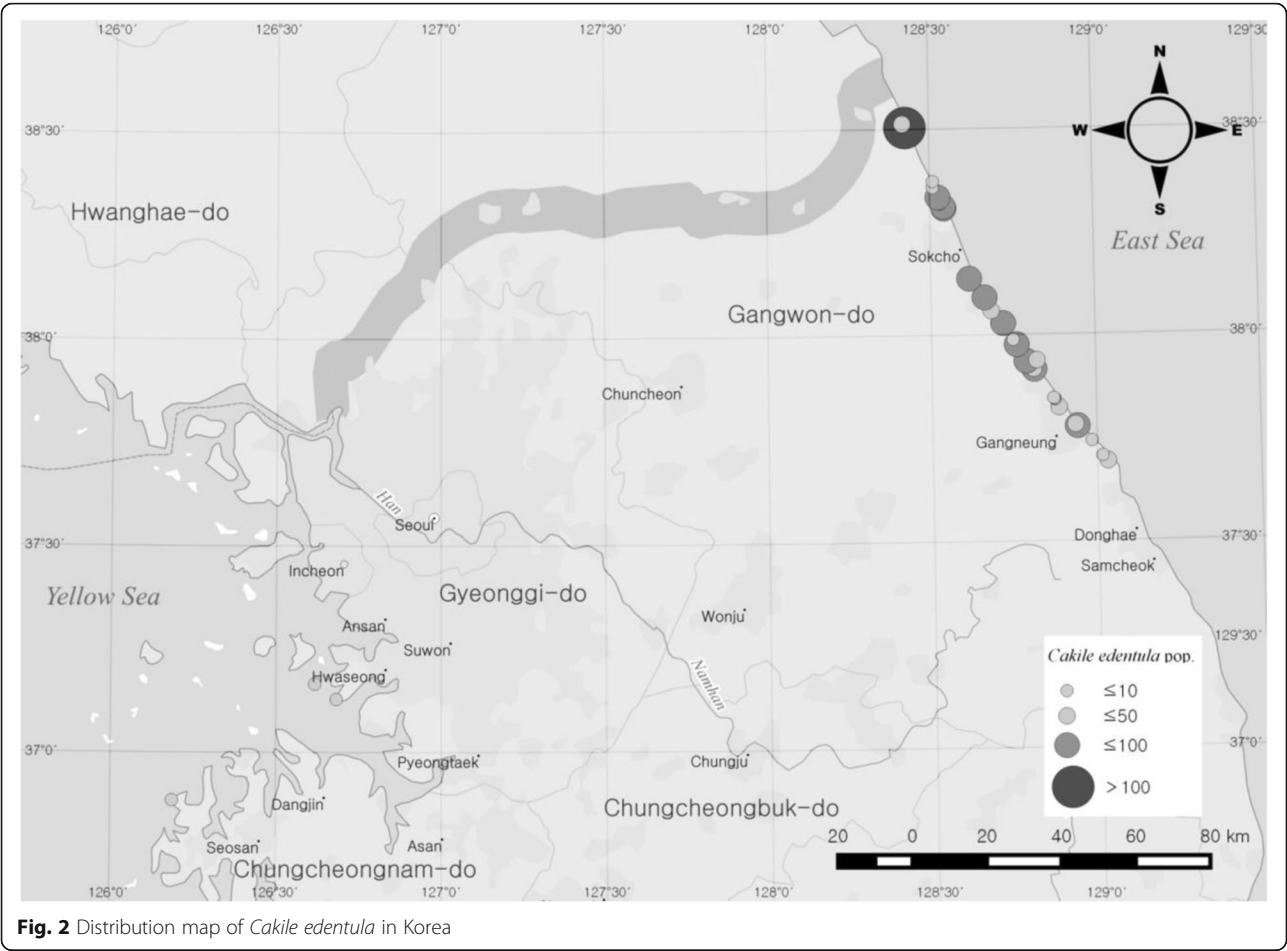 126°0′ 126°30′ 127°0′ 127°30′ 128°0′ 128°30′ 129°0′ 129°30′
N
38°30′ W E 38°30′
S
Hwanghae-do
East Sea
Sokcho
Gangwon-do
38°0′ 38°0′
Chuncheon
Gangneung
Han
Seoul
Donghae
37°30′ 37°30′
Samcheok
Incheon
Yellow Sea
Gyeonggi-do
Wonju
Ansan
129°30′
Suwon
Cakile edentula pop.
Hwaseong
Namhan
≤10
≤50
≤100
>100
37°0′ 37°0′
Pyeongtaek
Chungju
Dangjin
Chungcheongbuk-do
20 0 20 40 60 80 km
Seosan
Asan
Chungcheongnam-do
126°0′ 126°30′ 127°0′ 127°30′ 128°0′ 128°30′ 129°0′
Fig. 2 Distribution map of Cakile edentula in Korea